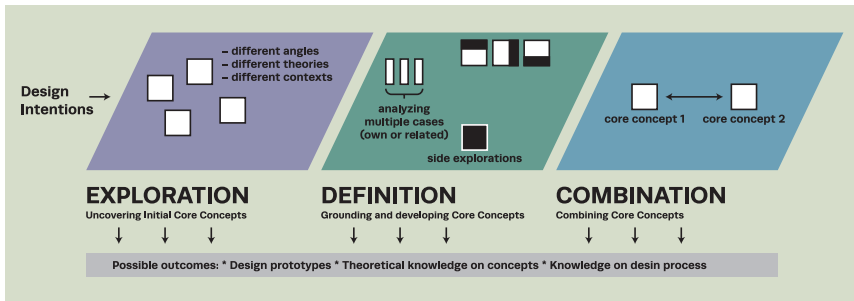 Design
Intentions
– different angles
– different theories
– different contexts
analyzing
multiple cases
(own or related)
side explorations
core concept 1
core concept 2
EXPLORATION
Uncovering Initial Core Concepts
DEFINITION
Grounding and developing Core Concepts
COMBINATION
Combining Core Concepts
Possible outcomes: * Design prototypes * Theoretical knowledge on concepts * Knowledge on desin process